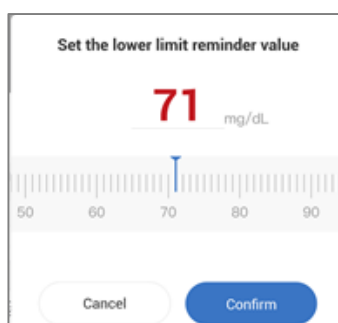 Set the lower limit reminder value
71 mg/dL
50 60 70 80 90
Cancel Confirm